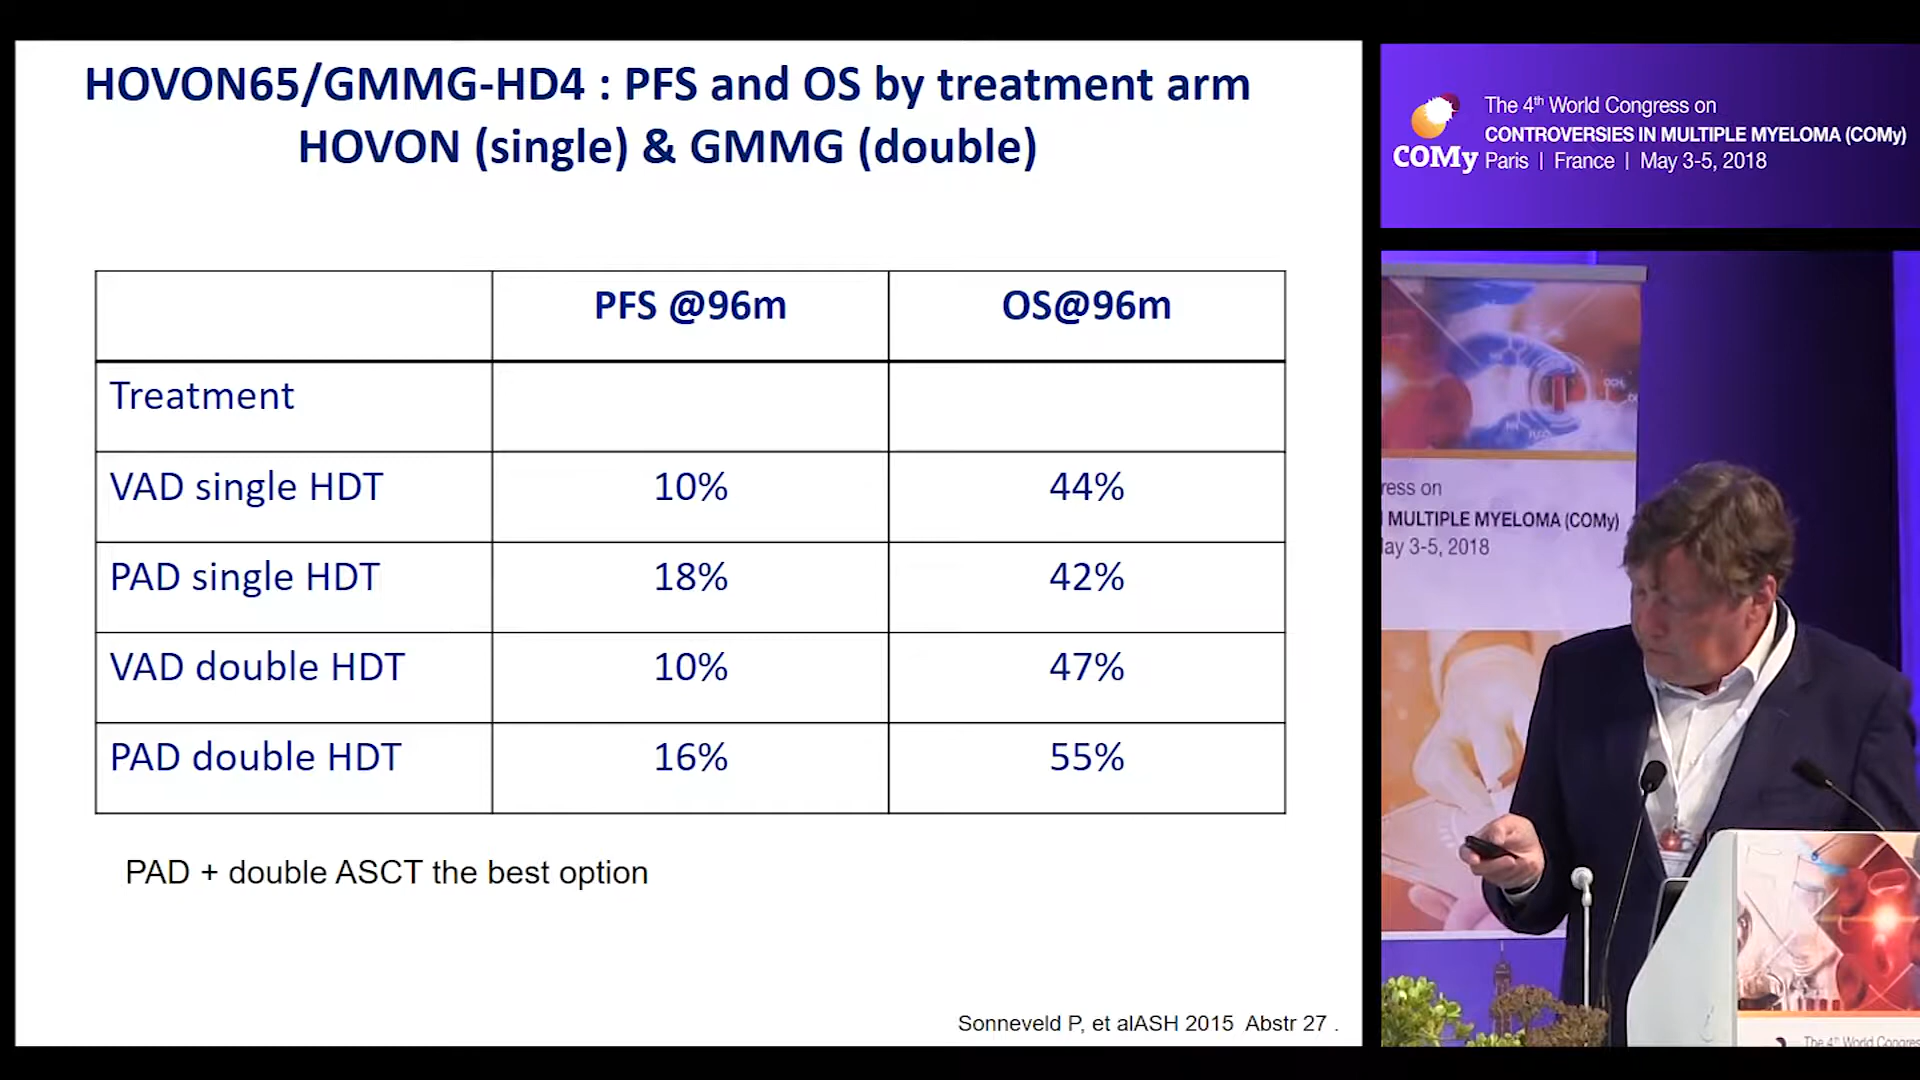 HOVON65/GMMG-HD4 : PFS and OS by treatment arm
HOVON (single) & GMMG (double)
PFS @96m OS@96m
Treatment
VAD single HDT 10% 44%
PAD single HDT 18% 42%
VAD double HDT 10% 47%
PAD double HDT 16% 55%
PAD + double ASCT the best option
Sonneveld P, et alASH 2015 Abstr 27 .
COMy
The 4th World Congress on
CONTROVERSIES IN MULTIPLE MYELOMA (COMy)
Paris | France | May 3-5, 2018
ress on
MULTIPLE MYELOMA (COMy)
ay 3-5, 2018
The 4th World Congress